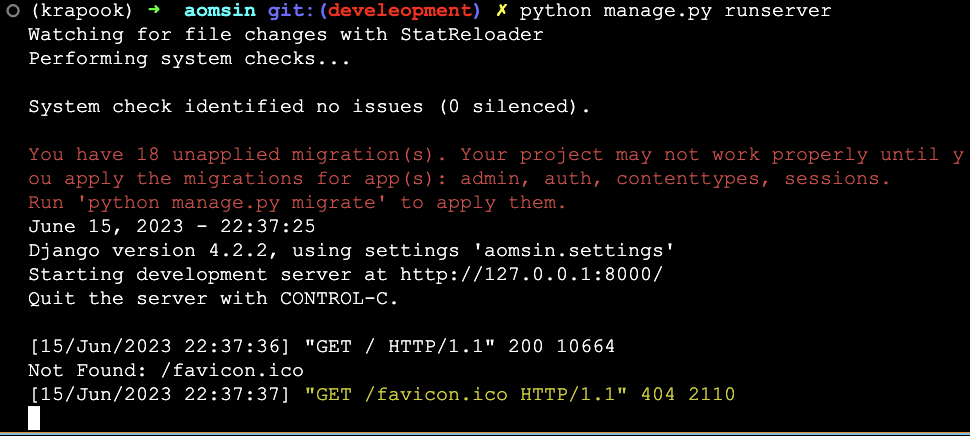 (krapook) ➜ aomsin git:(develeopment) ✗ python manage.py runserver
Watching for file changes with StatReloader
Performing system checks...
System check identified no issues (0 silenced).
You have 18 unapplied migration(s). Your project may not work properly until y
ou apply the migrations for app(s): admin, auth, contenttypes, sessions.
Run 'python manage.py migrate' to apply them.
June 15, 2023 - 22:37:25
Django version 4.2.2, using settings 'aomsin.settings'
Starting development server at http://127.0.0.1:8000/
Quit the server with CONTROL-C.
[15/Jun/2023 22:37:36] "GET / HTTP/1.1" 200 10664
Not Found: /favicon.ico
[15/Jun/2023 22:37:37] "GET /favicon.ico HTTP/1.1" 404 2110